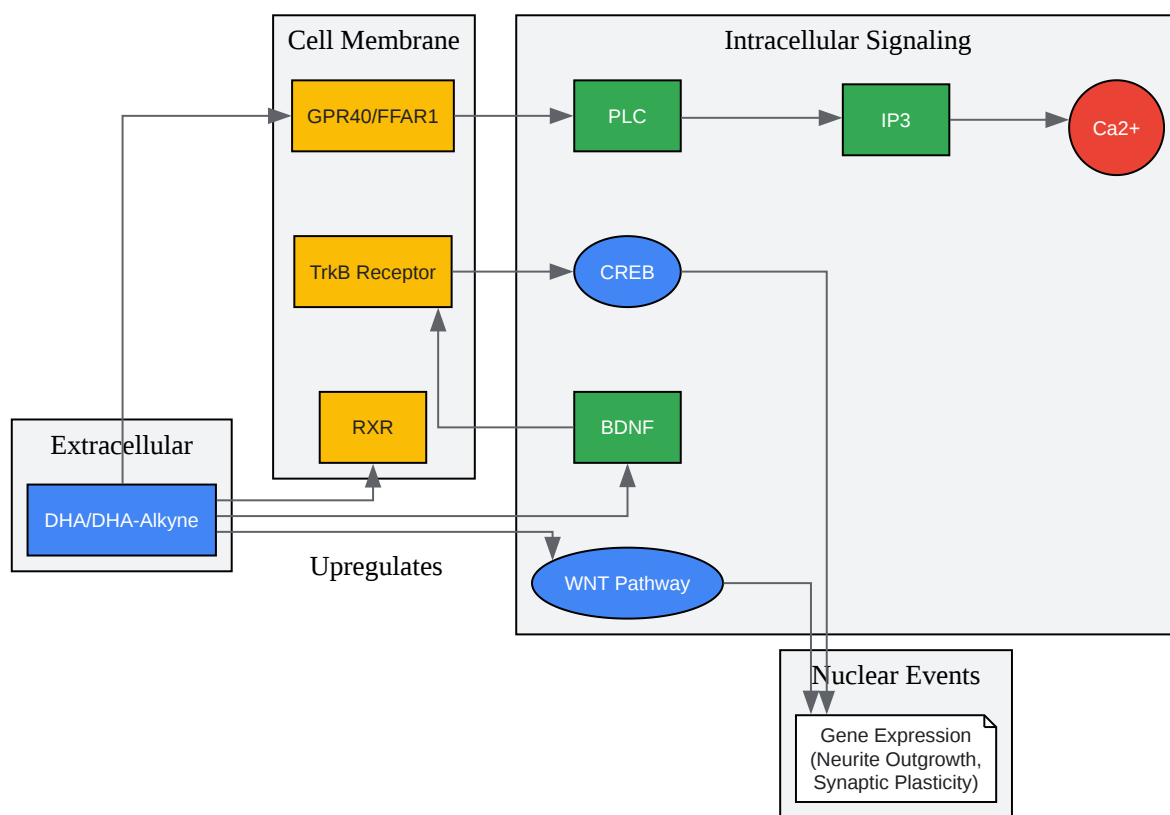 Cell Membrane
Intracellular Signaling
GPR40/FFAR1
PLC
IP3
Ca2+
TrkB Receptor
CREB
RXR
BDNF
Extracellular
DHA/DHA-Alkyne
Upregulates
WNT Pathway
Nuclear Events
Gene Expression
(Neurite Outgrowth,
Synaptic Plasticity)